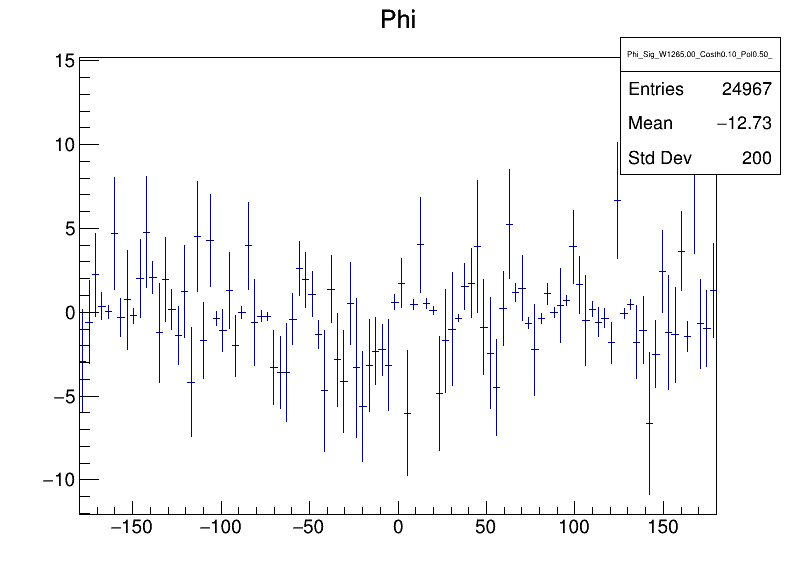 Phi
Phi_Sig_W1265.00_Costh0.10_Pol0.50_
Entries 24967
Mean −12.73
Std Dev 200
15
10
5
0
−5
−10
−150 −100 −50 0 50 100 150